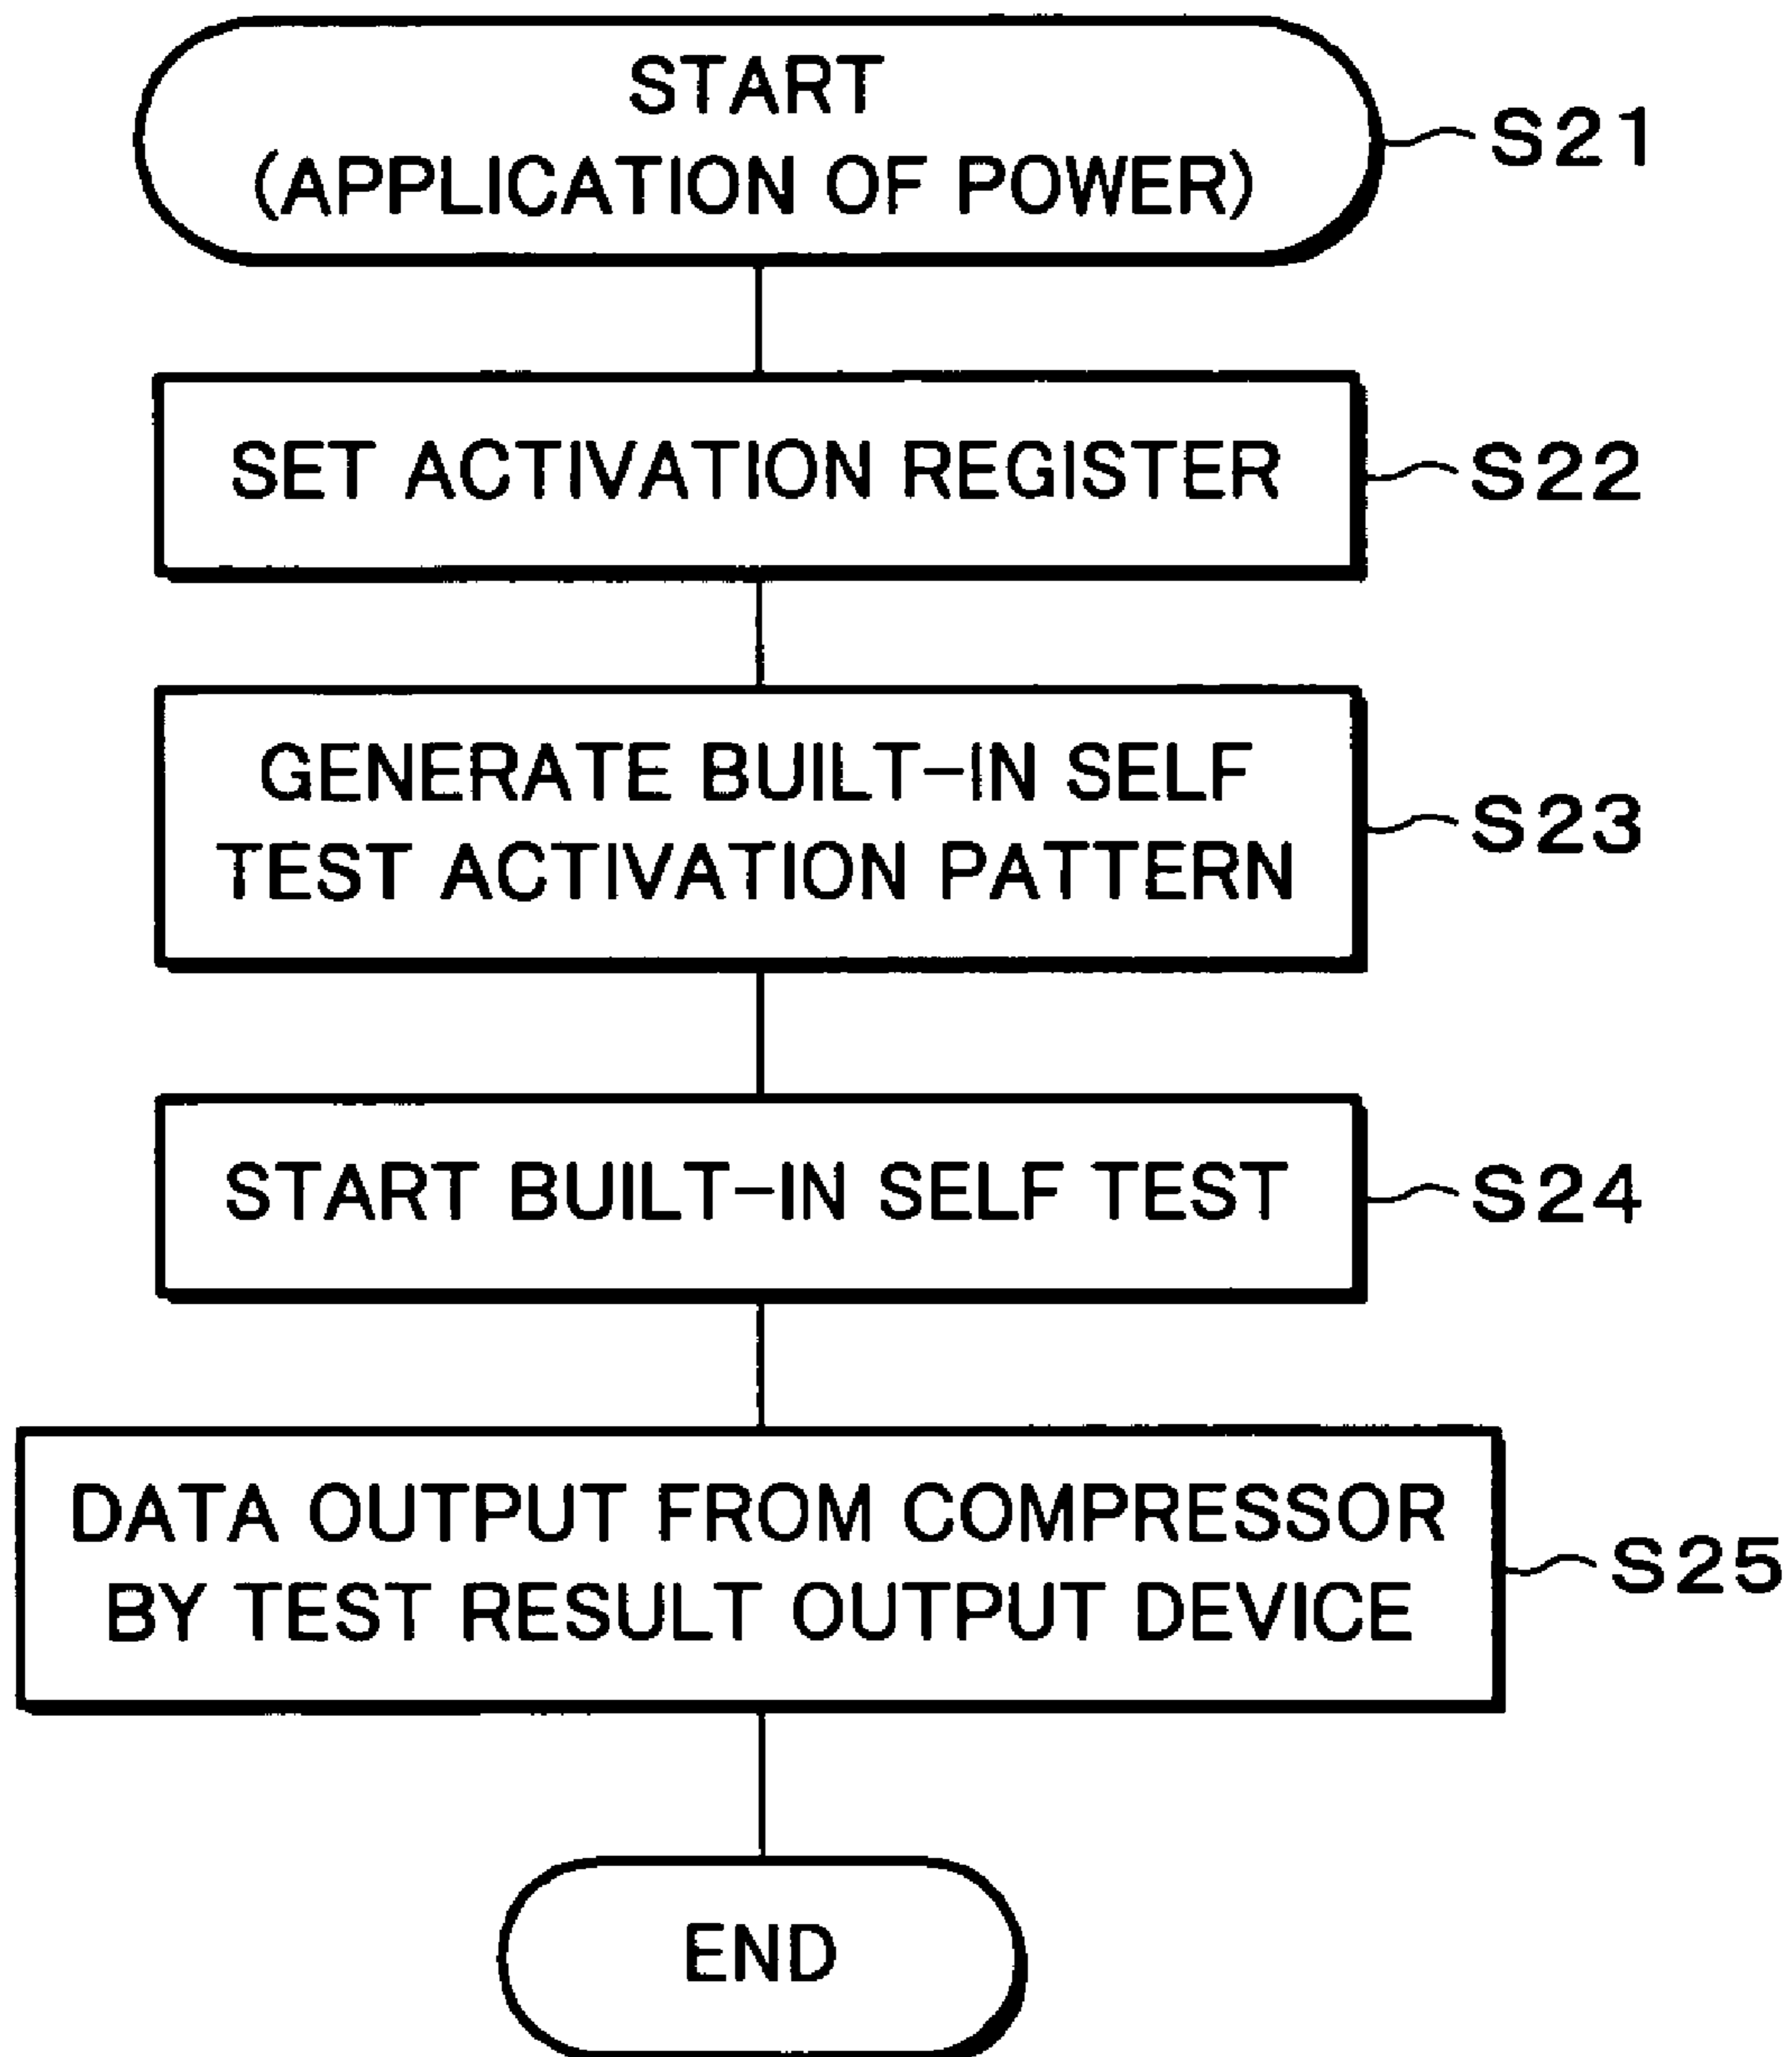 START
(APPLICATION OF POWER)
S21
SET ACTIVATION REGISTER
S22
GENERATE BUILT-IN SELF
TEST ACTIVATION PATTERN
S23
START BUILT-IN SELF TEST
S24
DATA OUTPUT FROM COMPRESSOR
BY TEST RESULT OUTPUT DEVICE
S25
END